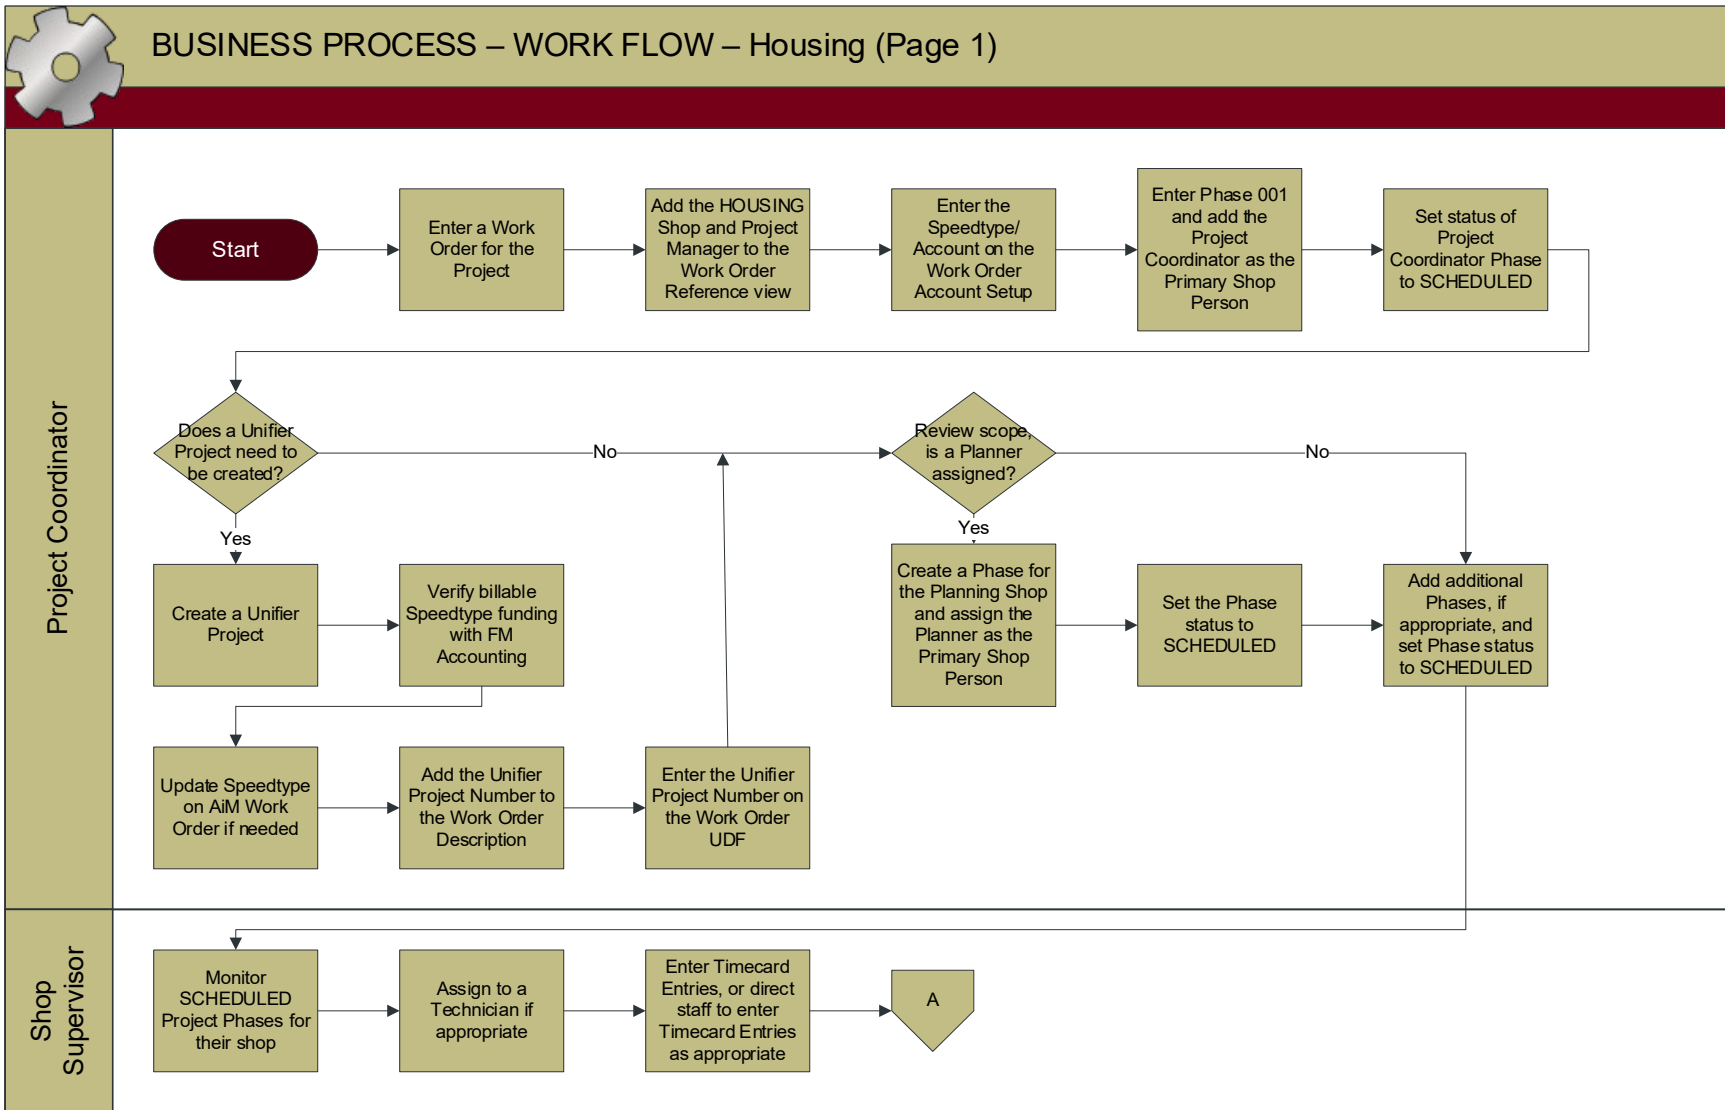 BUSINESS PROCESS – WORK FLOW – Housing (Page 1)
Project Coordinator
Start
Enter a Work
Order for the
Project
Add the HOUSING
Shop and Project
Manager to the
Work Order
Reference view
Enter the
Speedtype/
Account on the
Work Order
Account Setup
Enter Phase 001
and add the
Project
Coordinator as the
Primary Shop
Person
Set status of
Project
Coordinator Phase
to SCHEDULED
Does a Unifier
Project need to
be created?
No
Yes
Review scope,
is a Planner
assigned?
No
Yes
Create a Unifier
Project
Verify billable
Speedtype funding
with FM
Accounting
Create a Phase for
the Planning Shop
and assign the
Planner as the
Primary Shop
Person
Set the Phase
status to
SCHEDULED
Add additional
Phases, if
appropriate, and
set Phase status
to SCHEDULED
Update Speedtype
on AiM Work
Order if needed
Add the Unifier
Project Number to
the Work Order
Description
Enter the Unifier
Project Number on
the Work Order
UDF
Shop
Supervisor
Monitor
SCHEDULED
Project Phases for
their shop
Assign to a
Technician if
appropriate
Enter Timecard
Entries, or direct
staff to enter
Timecard Entries
as appropriate
A